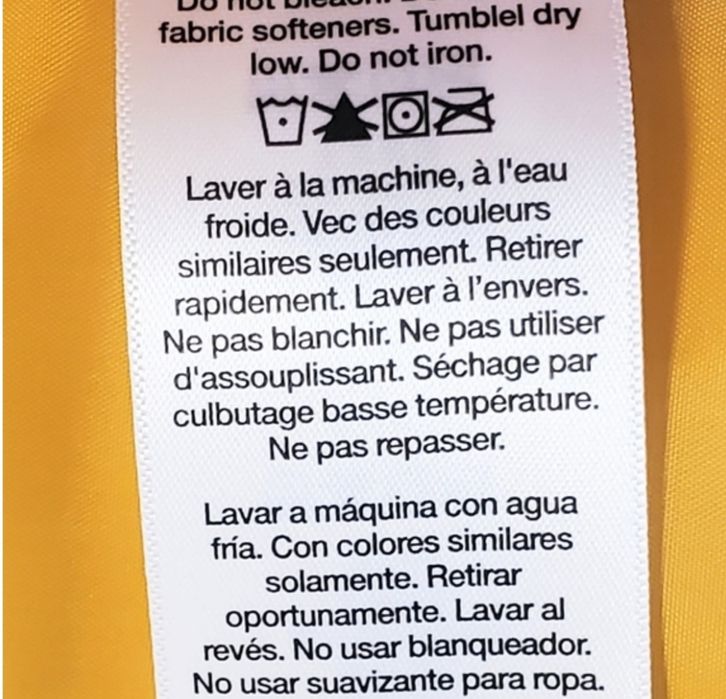 Do not bleach.
fabric softeners. Tumblel dry
low. Do not iron.
Laver à la machine, à l'eau
froide. Vec des couleurs
similaires seulement. Retirer
rapidement. Laver à l'envers.
Ne pas blanchir. Ne pas utiliser
d'assouplissant. Séchage par
culbutage basse température.
Ne pas repasser.
Lavar a máquina con agua
fría. Con colores similares
solamente. Retirar
oportunamente. Lavar al
revés. No usar blanqueador.
No usar suavizante para ropa.